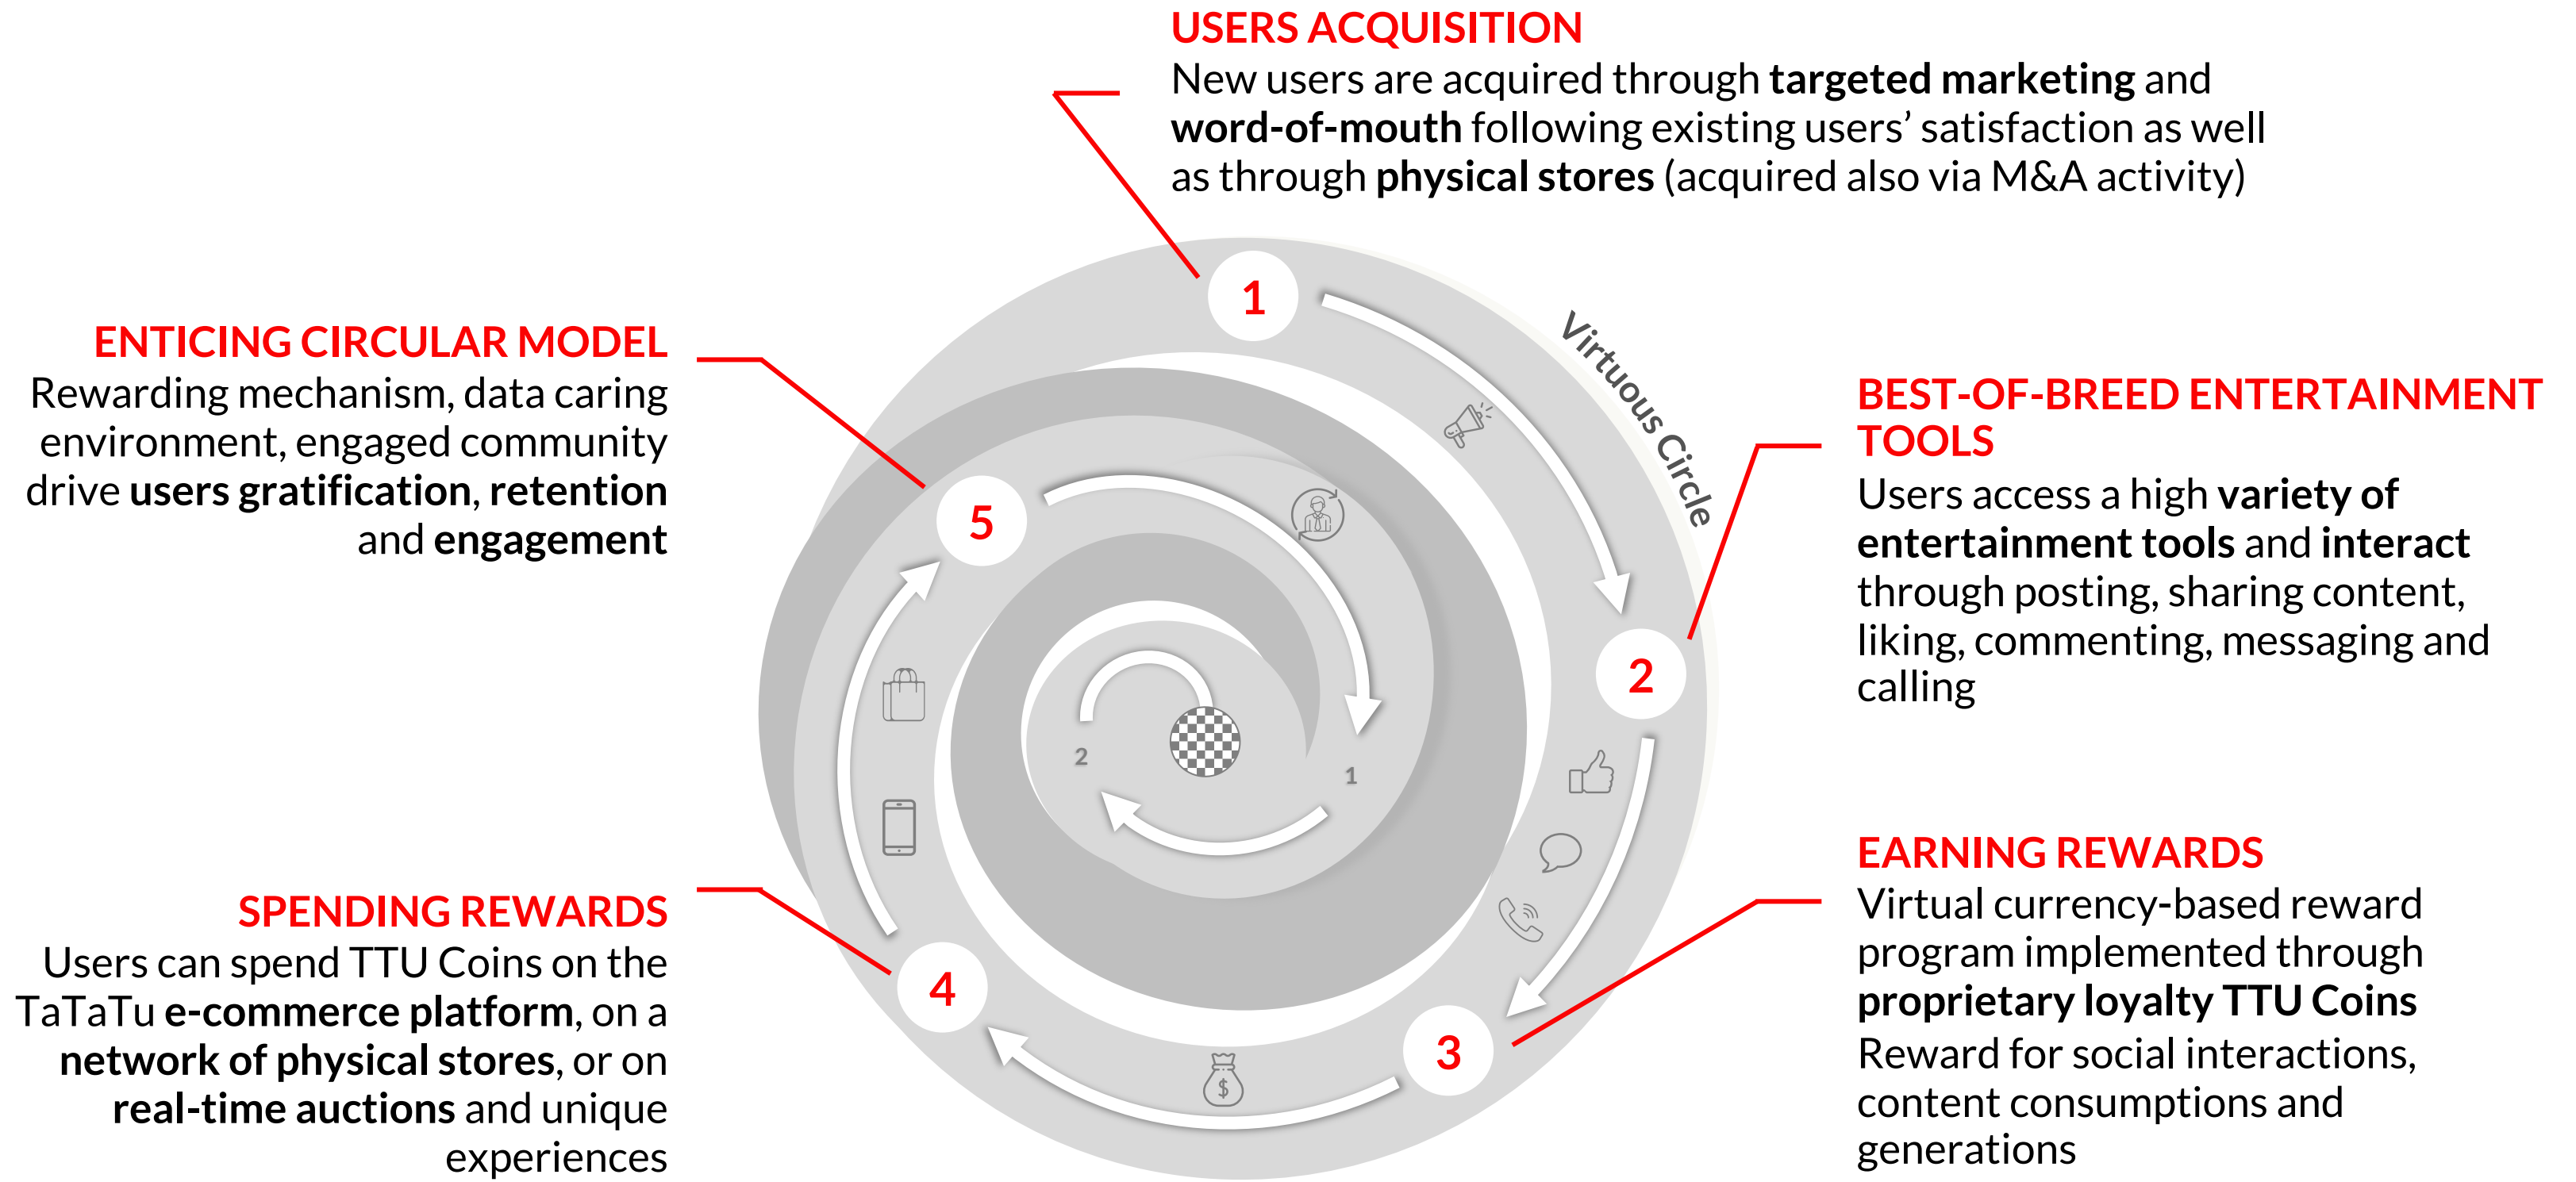 USERS ACQUISITION
New users are acquired through targeted marketing and
word-of-mouth following existing users’ satisfaction as well
as through physical stores (acquired also via M&A activity)
1
Virtuous Circle
BEST-OF-BREED ENTERTAINMENT
TOOLS
Users access a high variety of
entertainment tools and interact
through posting, sharing content,
liking, commenting, messaging and
calling
2
EARNING REWARDS
Virtual currency-based reward
program implemented through
proprietary loyalty TTU Coins
Reward for social interactions,
content consumptions and
generations
3
$
SPENDING REWARDS
Users can spend TTU Coins on the
TaTaTu e-commerce platform, on a
network of physical stores, or on
real-time auctions and unique
experiences
4
ENTICING CIRCULAR MODEL
Rewarding mechanism, data caring
environment, engaged community
drive users gratification, retention
and engagement
5
1
2